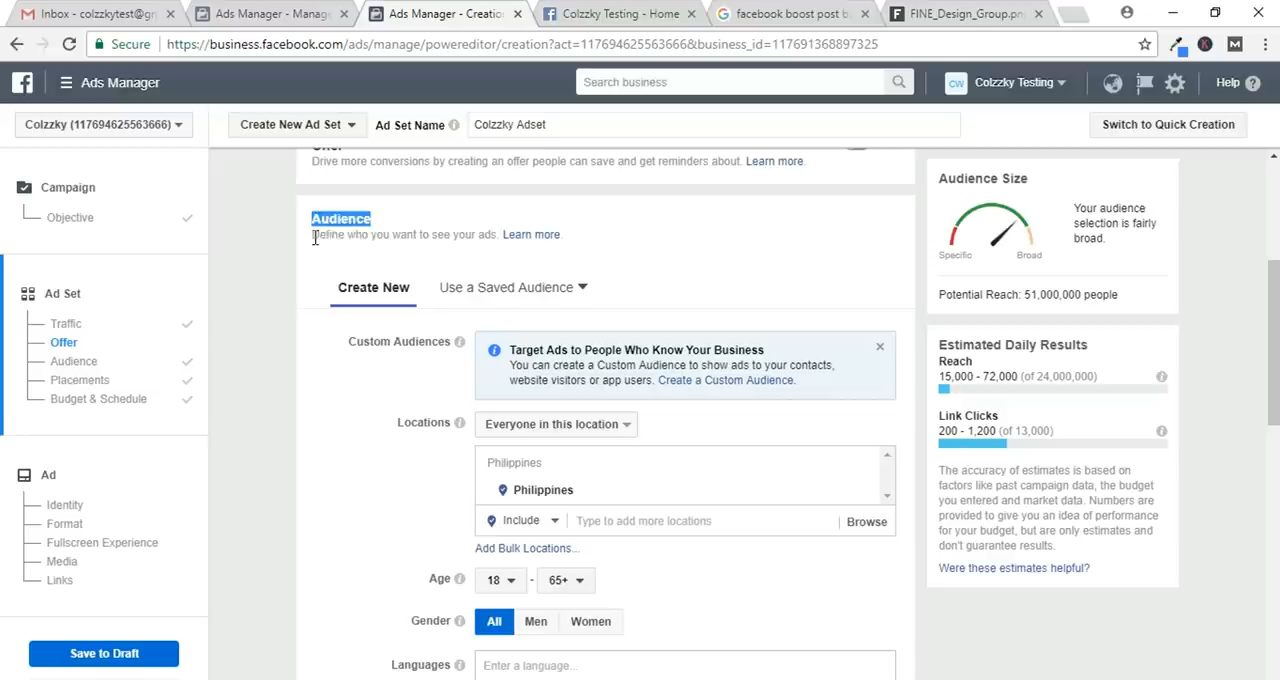 Inbox - colzzkytest@gm
Ads Manager - Manage
Ads Manager - Creation
Colzzky Testing - Home
facebook boost post bu
FINE_Design_Group.pn
Secure
https://business.facebook.com/ads/manage/powereditor/creation?act=117694625563666&business_id=117691368897325
Ads Manager
Search business
CW
Colzzky Testing
Help
Colzzky (117694625563666)
Create New Ad Set
Ad Set Name
Colzzky Adset
Switch to Quick Creation
Campaign
Objective
Ad Set
Traffic
Offer
Audience
Placements
Budget & Schedule
Ad
Identity
Format
Fullscreen Experience
Media
Links
Save to Draft
Offer
Drive more conversions by creating an offer people can save and get reminders about. Learn more.
Audience
Define who you want to see your ads. Learn more.
Create New
Use a Saved Audience
Custom Audiences
Target Ads to People Who Know Your Business
You can create a Custom Audience to show ads to your contacts,
website visitors or app users. Create a Custom Audience.
Locations
Everyone in this location
Philippines
Philippines
Include
Type to add more locations
Browse
Add Bulk Locations...
Age
18 - 65+
Gender
All
Men
Women
Languages
Enter a language...
Audience Size
Your audience
selection is fairly
broad.
Specific
Broad
Potential Reach: 51,000,000 people
Estimated Daily Results
Reach
15,000 - 72,000 (of 24,000,000)
Link Clicks
200 - 1,200 (of 13,000)
The accuracy of estimates is based on
factors like past campaign data, the budget
you entered and market data. Numbers are
provided to give you an idea of performance
for your budget, but are only estimates and
don't guarantee results.
Were these estimates helpful?